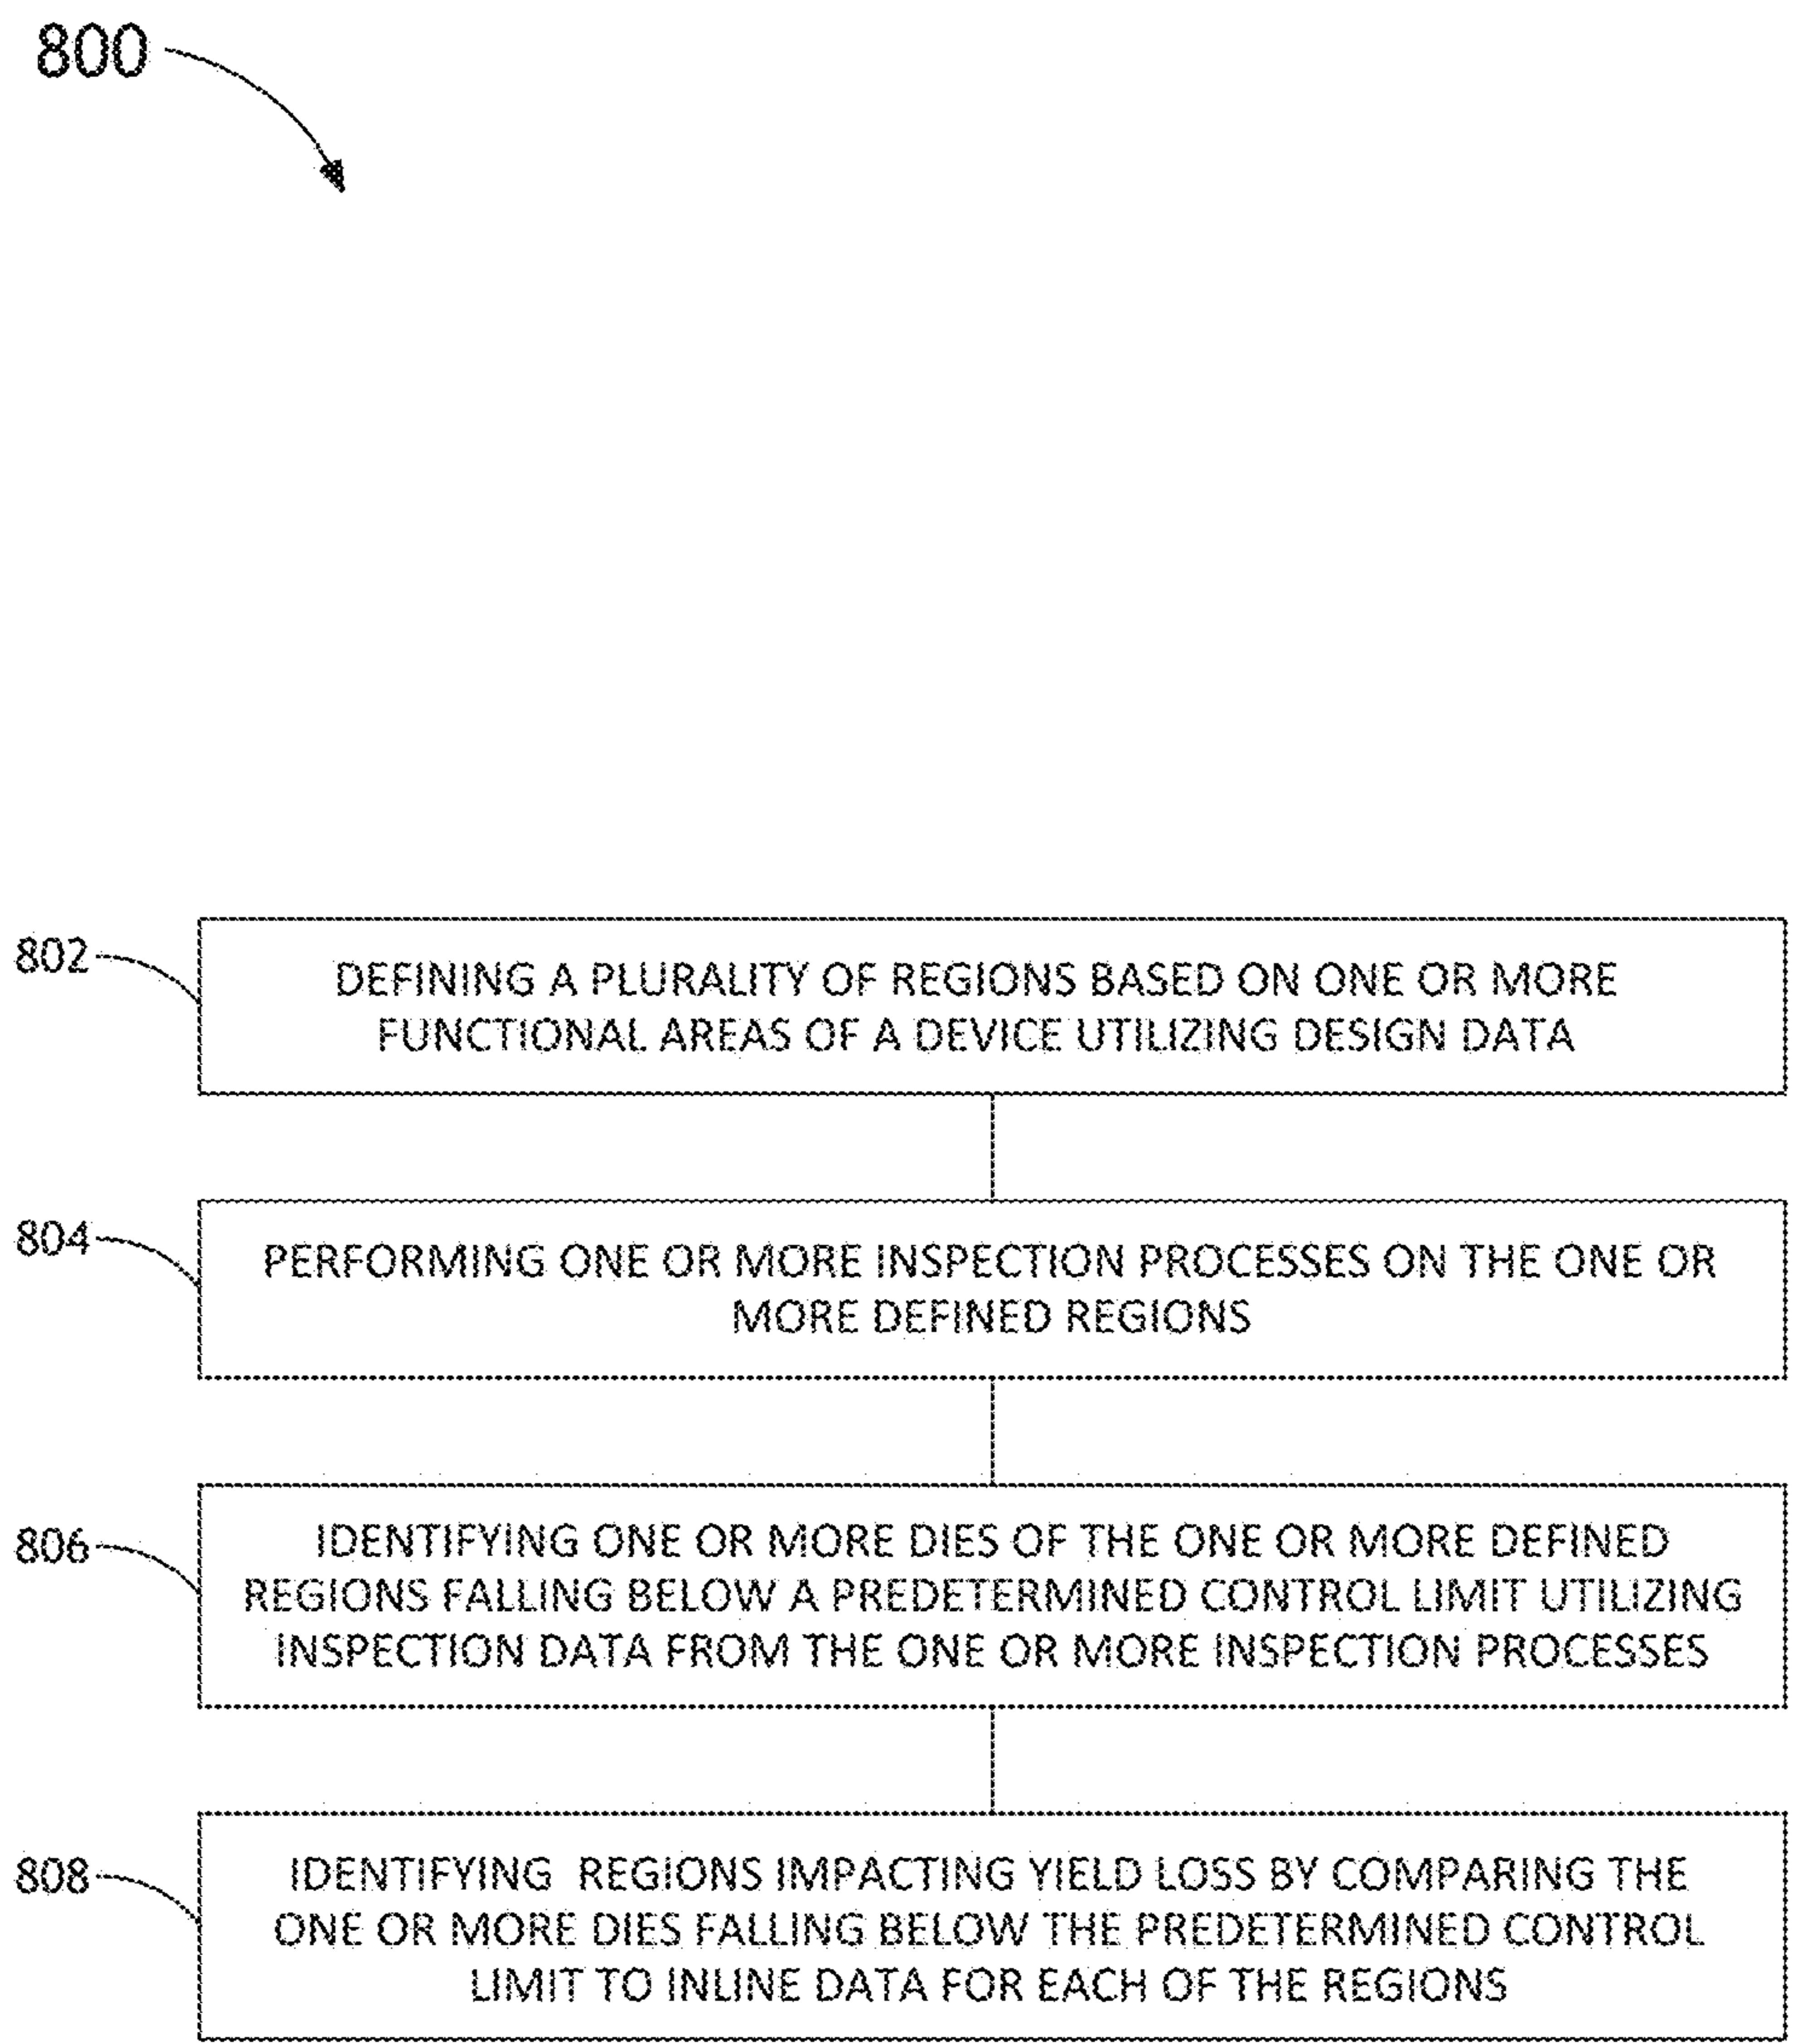 800
802
DEFINING A PLURALITY OF REGIONS BASED ON ONE OR MORE
FUNCTIONAL AREAS OF A DEVICE UTILIZING DESIGN DATA
804
PERFORMING ONE OR MORE INSPECTION PROCESSES ON THE ONE OR
MORE DEFINED REGIONS
806
IDENTIFYING ONE OR MORE DIES OF THE ONE OR MORE DEFINED
REGIONS FALLING BELOW A PREDETERMINED CONTROL LIMIT UTILIZING
INSPECTION DATA FROM THE ONE OR MORE INSPECTION PROCESSES
808
IDENTIFYING REGIONS IMPACTING YIELD LOSS BY COMPARING THE
ONE OR MORE DIES FALLING BELOW THE PREDETERMINED CONTROL
LIMIT TO INLINE DATA FOR EACH OF THE REGIONS